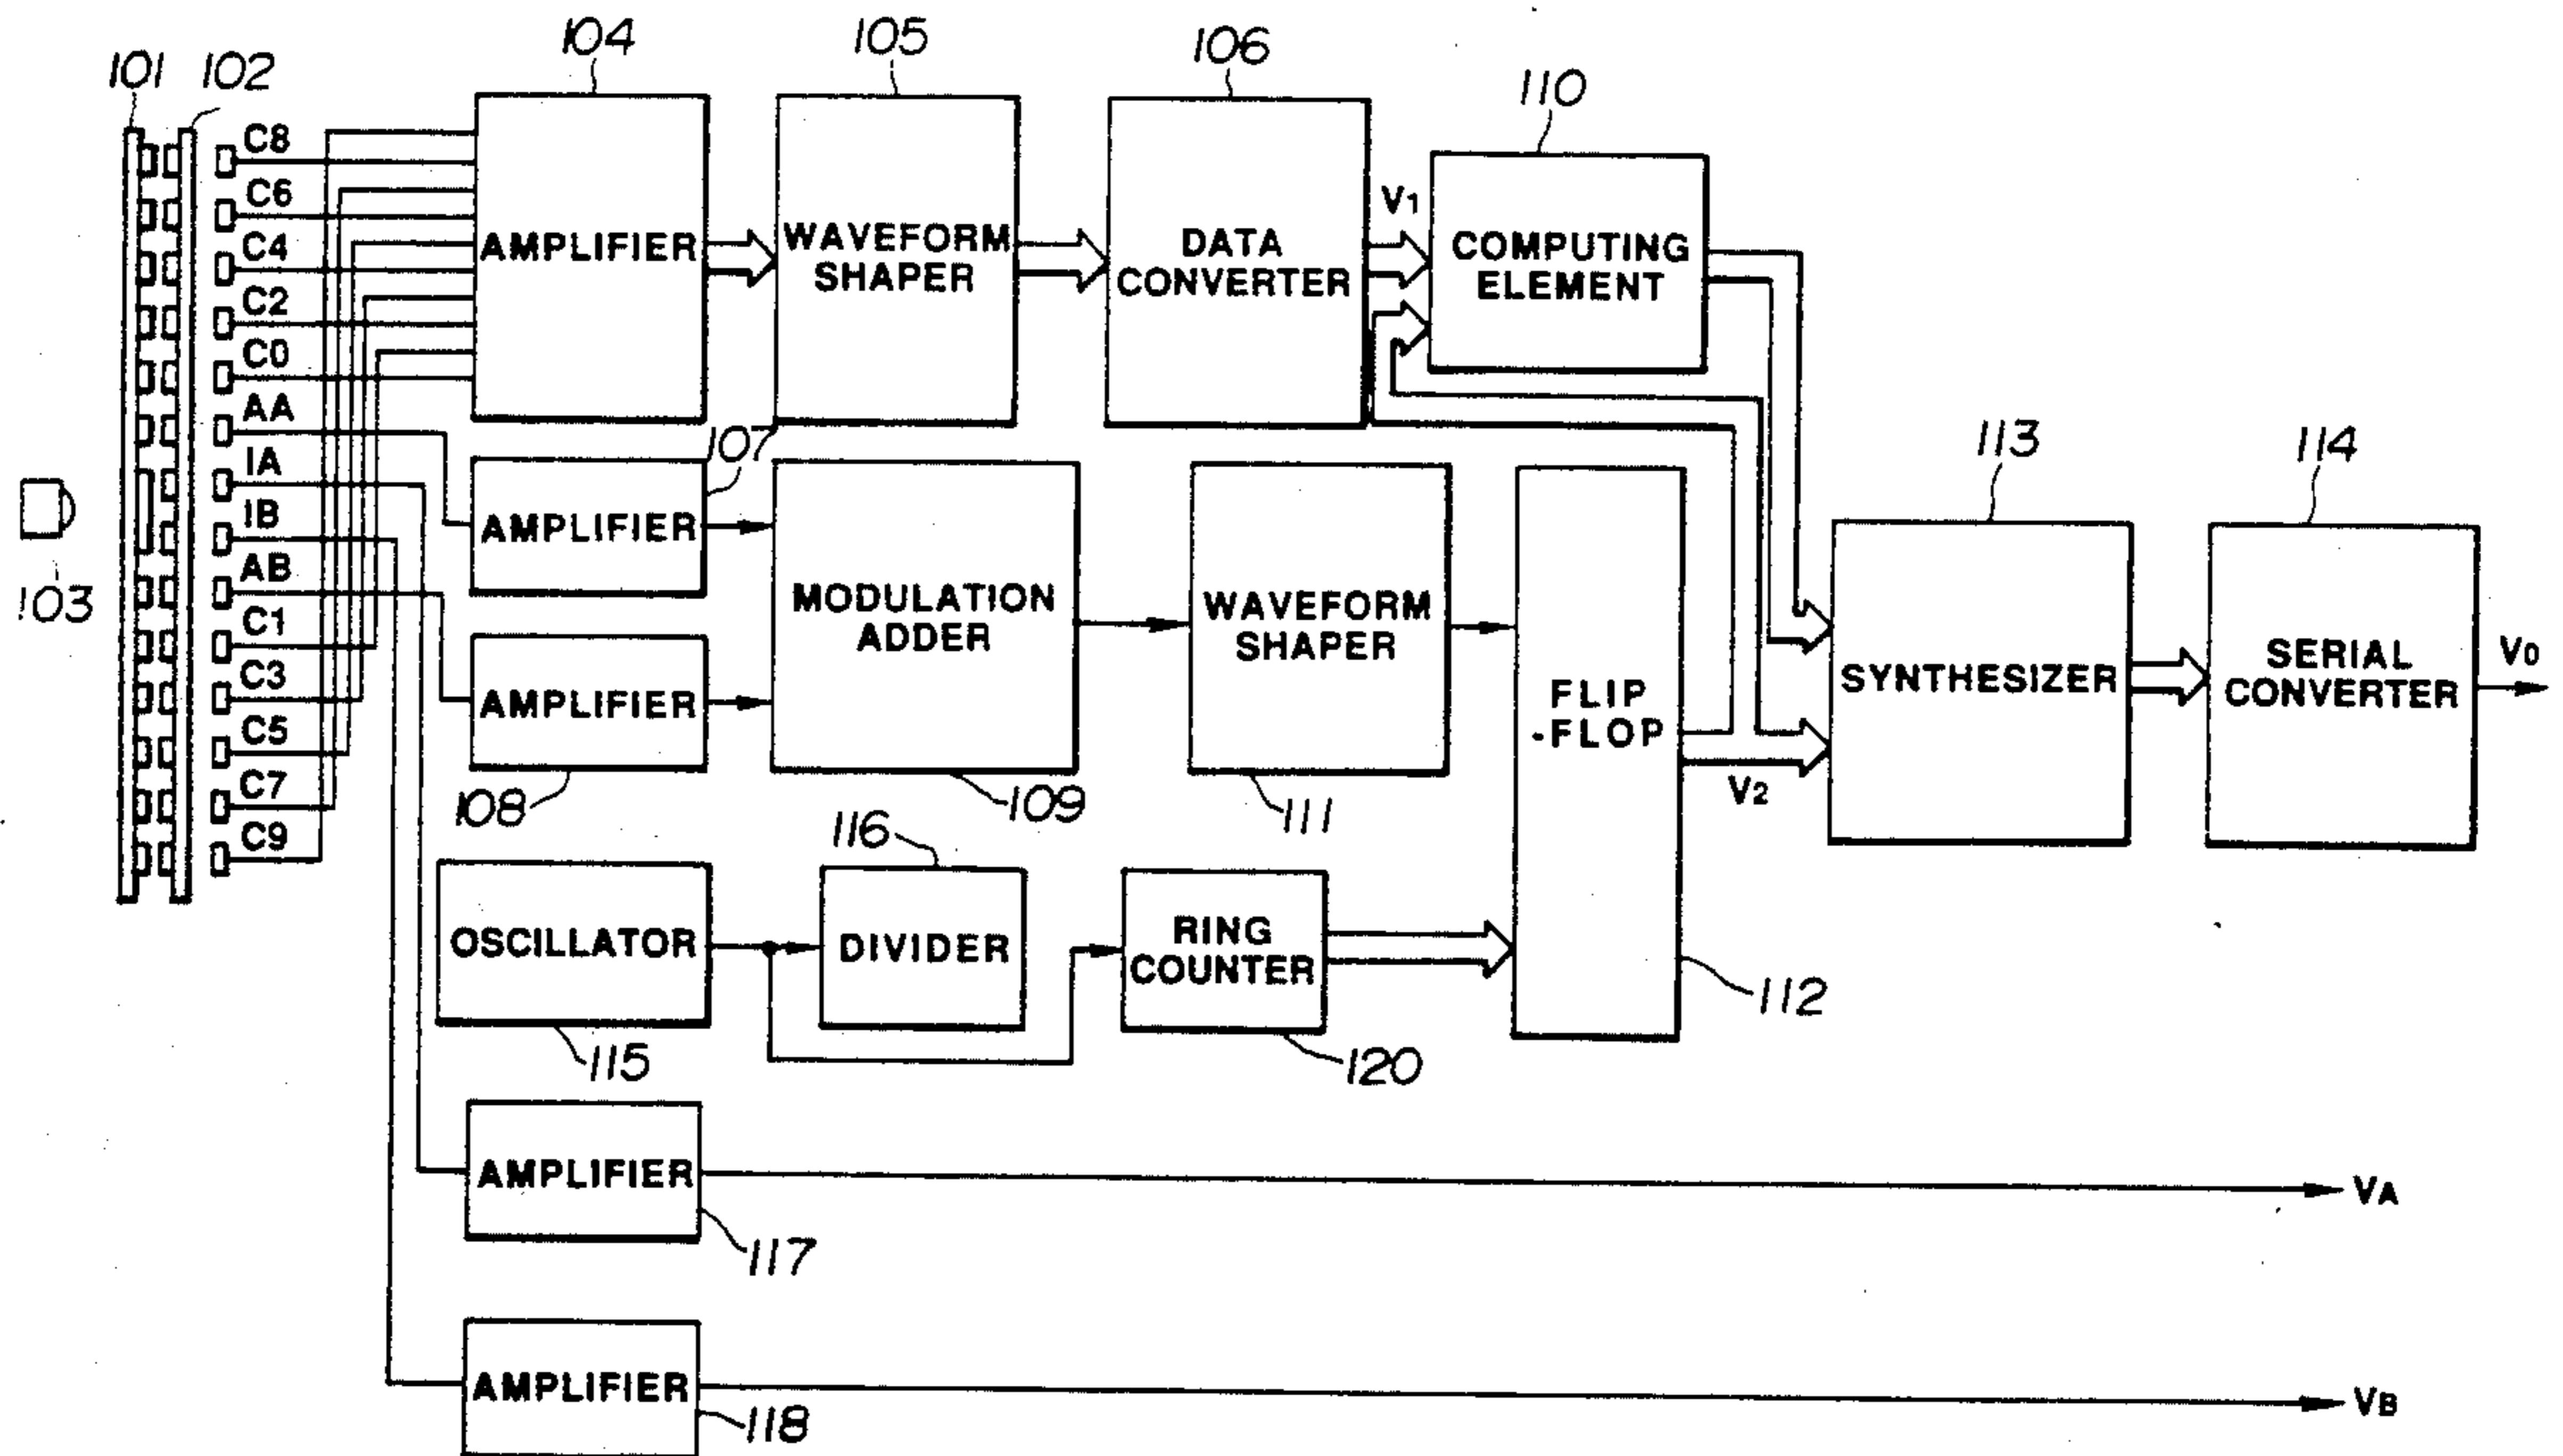 104
105
106
101
102
110
C8
C6
C4
C2
C0
AA
IA
IB
AB
C1
C3
C5
C7
C9
103
AMPLIFIER
WAVEFORM
SHAPER
DATA
CONVERTER
V1
COMPUTING
ELEMENT
107
AMPLIFIER
MODULATION
ADDER
WAVEFORM
SHAPER
FLIP
-FLOP
113
114
SYNTHESIZER
SERIAL
CONVERTER
V0
AMPLIFIER
108
109
111
V2
116
OSCILLATOR
DIVIDER
RING
COUNTER
112
115
120
AMPLIFIER
VA
117
AMPLIFIER
VB
118